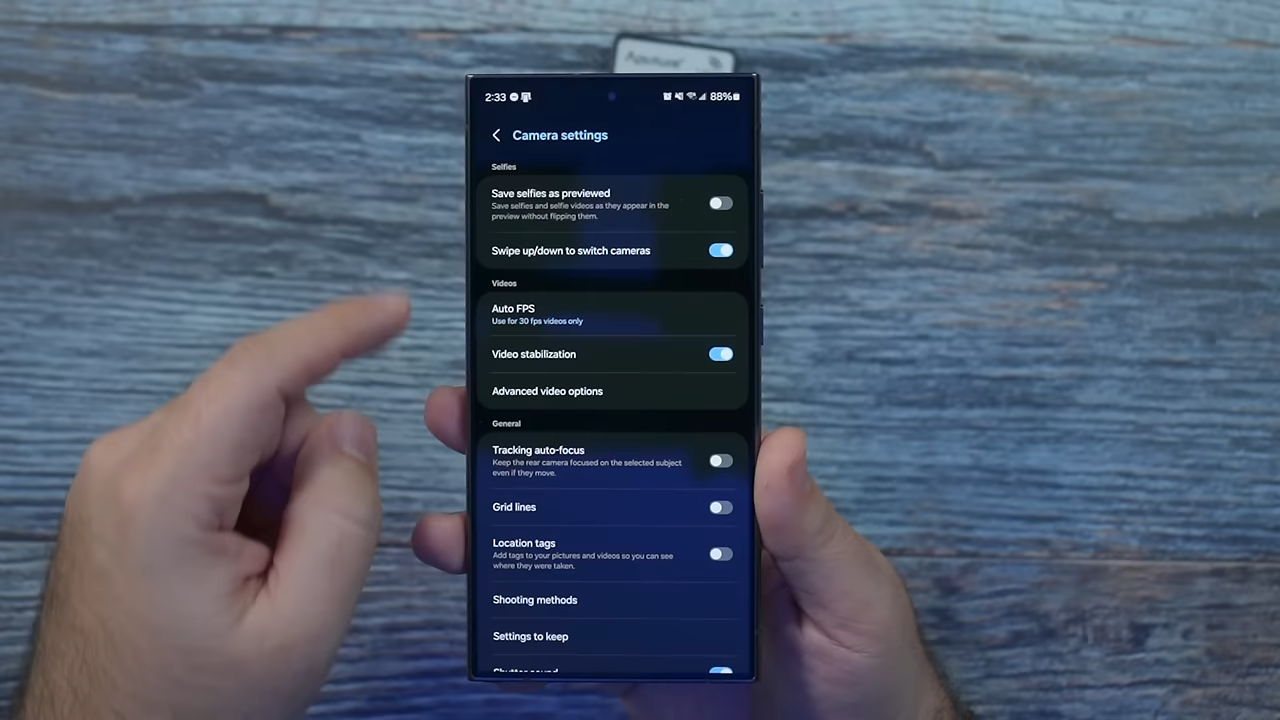 Aputure
2:33
88%
Camera settings
Selfies
Save selfies as previewed
Save selfies and selfie videos as they appear in the
preview without flipping them.
Swipe up/down to switch cameras
Videos
Auto FPS
Use for 30 fps videos only
Video stabilization
Advanced video options
General
Tracking auto-focus
Keep the rear camera focused on the selected subject
even if they move.
Grid lines
Location tags
Add tags to your pictures and videos so you can see
where they were taken.
Shooting methods
Settings to keep
Shutter sound